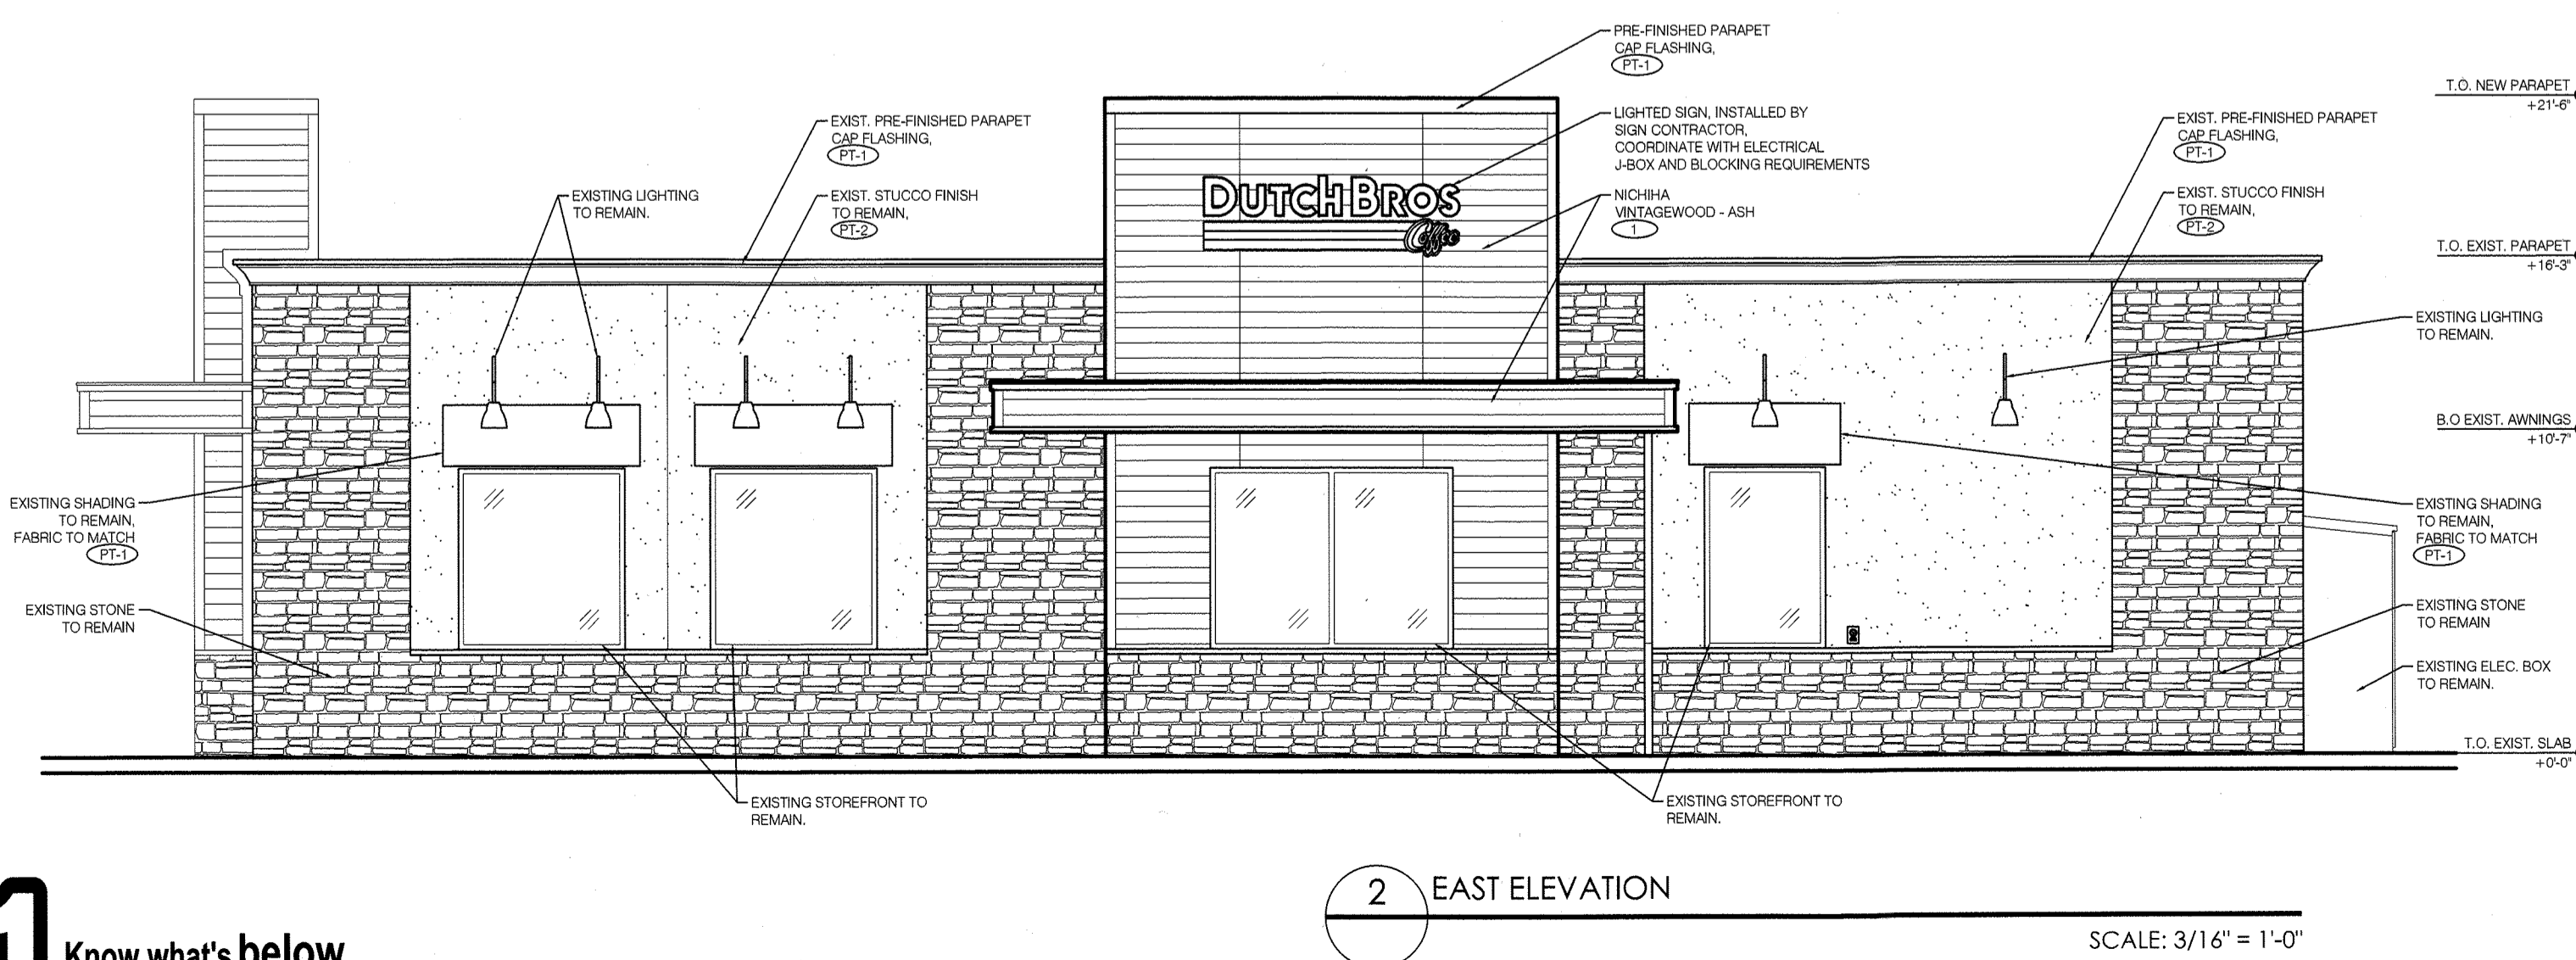 PRE-FINISHED PARAPET
CAP FLASHING,
PT-1
T.O. NEW PARAPET
+21'-6"
EXIST. PRE-FINISHED PARAPET
CAP FLASHING,
PT-1
LIGHTED SIGN, INSTALLED BY
SIGN CONTRACTOR,
COORDINATE WITH ELECTRICAL
J-BOX AND BLOCKING REQUIREMENTS
EXIST. PRE-FINISHED PARAPET
CAP FLASHING,
PT-1
EXISTING LIGHTING
TO REMAIN.
EXIST. STUCCO FINISH
TO REMAIN,
PT-2
DUTCH BROS
Coffee
NICHIHA
VINTAGEWOOD - ASH
1
EXIST. STUCCO FINISH
TO REMAIN,
PT-2
T.O. EXIST. PARAPET
+16'-3"
EXISTING LIGHTING
TO REMAIN.
B.O EXIST. AWNINGS
+10'-7"
EXISTING SHADING
TO REMAIN,
FABRIC TO MATCH
PT-1
EXISTING SHADING
TO REMAIN,
FABRIC TO MATCH
PT-1
EXISTING STONE
TO REMAIN
EXISTING STONE
TO REMAIN
EXISTING ELEC. BOX
TO REMAIN.
T.O. EXIST. SLAB
+0'-0"
EXISTING STOREFRONT TO
REMAIN.
EXISTING STOREFRONT TO
REMAIN.
2 EAST ELEVATION
SCALE: 3/16" = 1'-0"
Know what's below